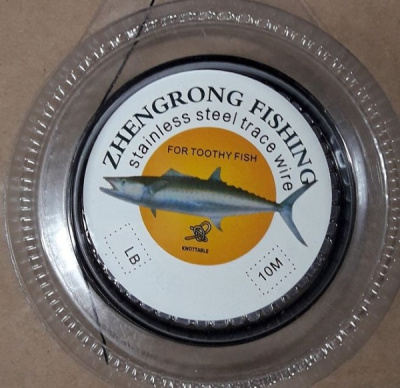 ZHENGRONG FISHING
stainless steel trace wire
FOR TOOTHY FISH
KNOTTABLE
LB
10M